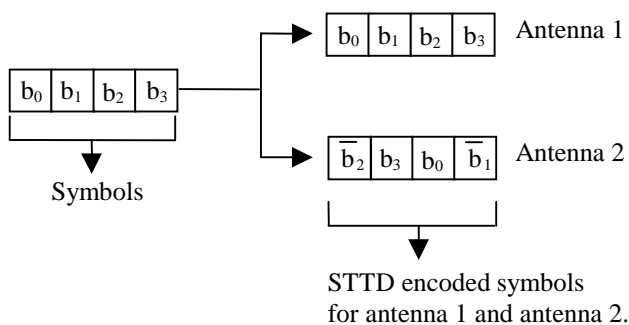 b₀ b₁ b₂ b₃ Antenna 1
b₀ b₁ b₂ b₃
b̅₂ b₃ b₀ b̅₁ Antenna 2
Symbols
STTD encoded symbols
for antenna 1 and antenna 2.